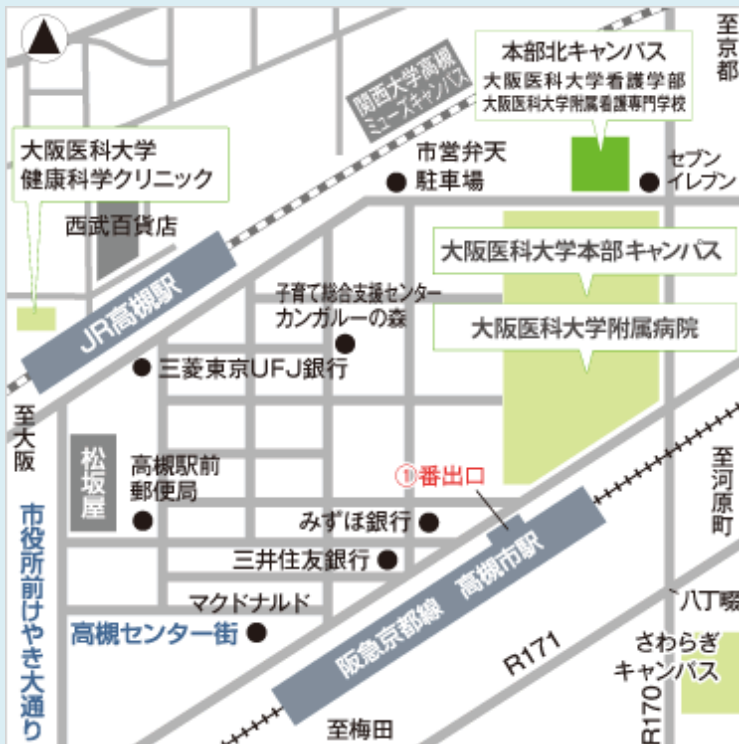 至京都
本部北キャンパス
大阪医科大学看護学部
大阪医科大学附属看護専門学校
関西大学高槻
ミューズキャンパス
大阪医科大学
健康科学クリニック
市営弁天
駐車場
セブン
イレブン
西武百貨店
大阪医科大学本部キャンパス
JR高槻駅
子育て総合支援センター
カンガルーの森
大阪医科大学附属病院
三菱東京UFJ銀行
至大阪
松坂屋
高槻駅前
郵便局
①番出口
至河原町
市役所前けやき大通り
みずほ銀行
三井住友銀行
阪急京都線 高槻市駅
マクドナルド
高槻センター街
八丁畷
R171
さわらぎ
キャンパス
R170
至梅田